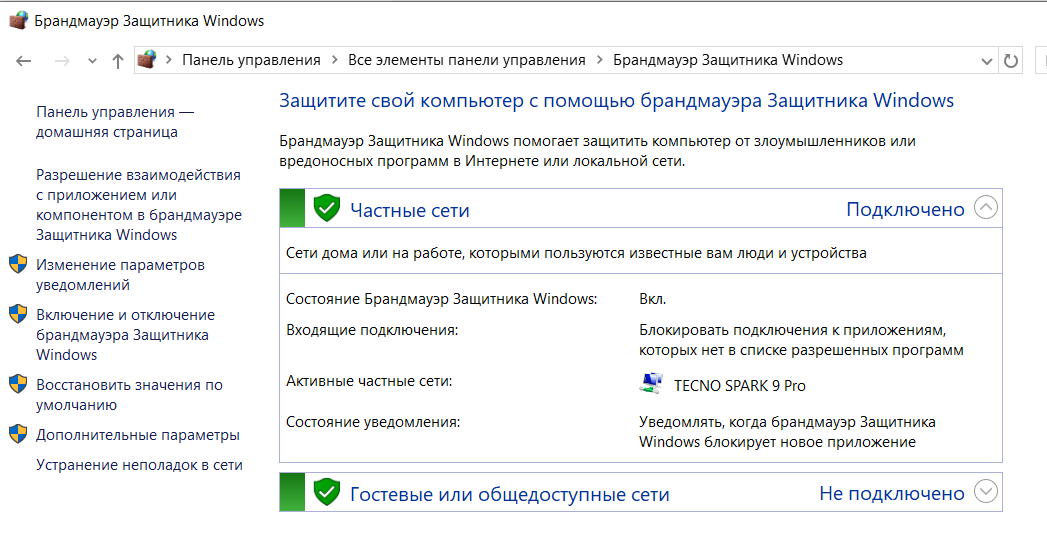 Брандмауэр Защитника Windows
Панель управления > Все элементы панели управления > Брандмауэр Защитника Windows
Панель управления —
домашняя страница
Разрешение взаимодействия
с приложением или
компонентом в брандмауэре
Защитника Windows
Изменение параметров
уведомлений
Включение и отключение
брандмауэра Защитника
Windows
Восстановить значения по
умолчанию
Дополнительные параметры
Устранение неполадок в сети
Защитите свой компьютер с помощью брандмауэра Защитника Windows
Брандмауэр Защитника Windows помогает защитить компьютер от злоумышленников или
вредоносных программ в Интернете или локальной сети.
Частные сети Подключено
Сети дома или на работе, которыми пользуются известные вам люди и устройства
Состояние Брандмауэр Защитника Windows: Вкл.
Входящие подключения: Блокировать подключения к приложениям,
которых нет в списке разрешенных программ
Активные частные сети: TECNO SPARK 9 Pro
Состояние уведомления: Уведомлять, когда брандмауэр Защитника
Windows блокирует новое приложение
Гостевые или общедоступные сети Не подключено